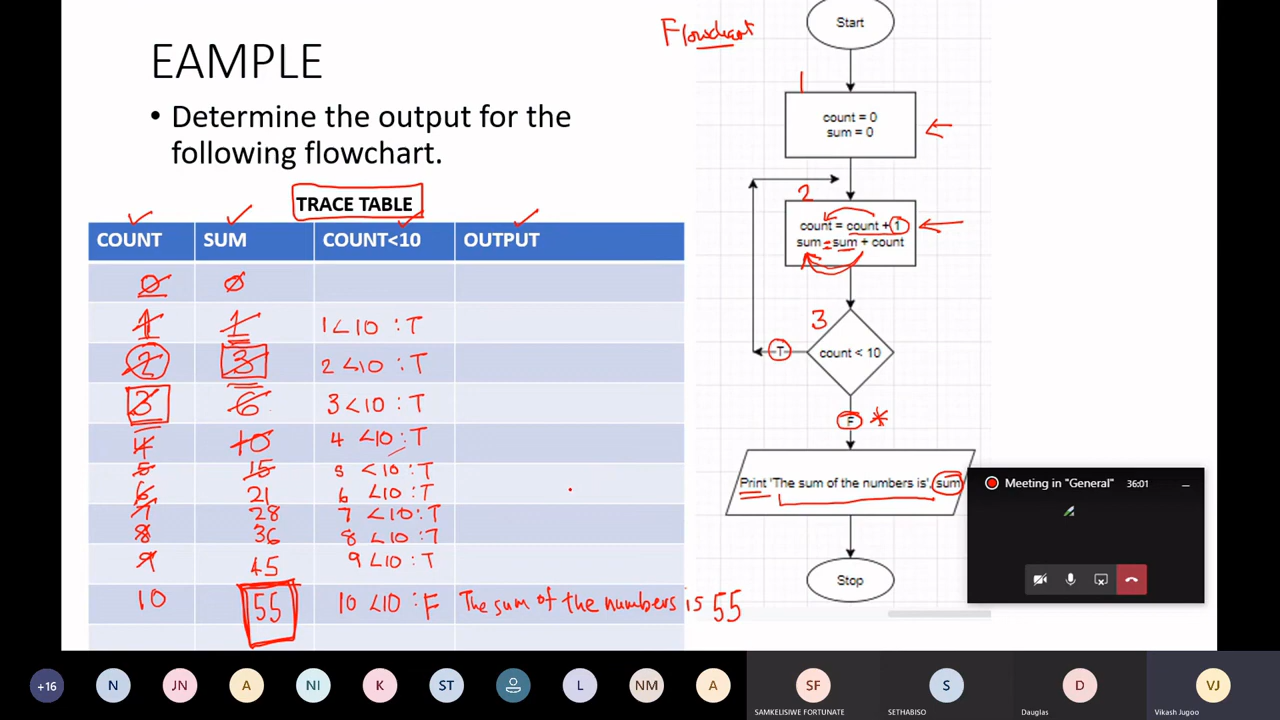 EAMPLE
• Determine the output for the
following flowchart.
TRACE TABLE
COUNT SUM COUNT<10 OUTPUT
0 0
1 1 1<10 : T
2 3 2<10 : T
3 6 3<10 : T
4 10 4<10 : T
5 15 5<10 : T
6 21 6<10 : T
7 28 7<10 : T
8 36 8<10 : T
9 45 9<10 : T
10 55 10<10 : F The sum of the numbers is 55
Flowchart
Start
1
count = 0
sum = 0
2
count = count + 1
sum = sum + count
3
count < 10
T
F *
Print 'The sum of the numbers is', sum
Stop
Meeting in "General" 36:01
+16 N JN A NI K ST L NM A SF S D VJ
SAMKELISIWE FORTUNATE SETHABISO Dauglas Vikash Jugoo